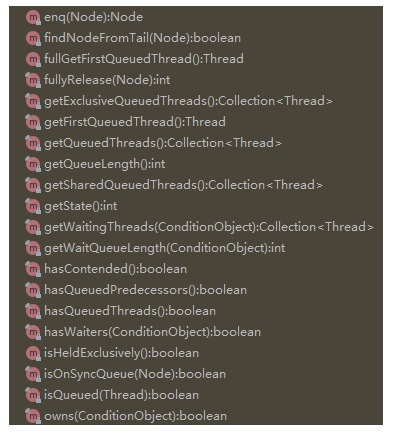 enq(Node):Node
findNodeFromTail(Node):boolean
fullGetFirstQueuedThread():Thread
fullyRelease(Node):int
getExclusiveQueuedThreads():Collection<Thread>
getFirstQueuedThread():Thread
getQueuedThreads():Collection<Thread>
getQueueLength():int
getSharedQueuedThreads():Collection<Thread>
getState():int
getWaitingThreads(ConditionObject):Collection<Thread>
getWaitQueueLength(ConditionObject):int
hasContended():boolean
hasQueuedPredecessors():boolean
hasQueuedThreads():boolean
hasWaiters(ConditionObject):boolean
isHeldExclusively():boolean
isOnSyncQueue(Node):boolean
isQueued(Thread):boolean
owns(ConditionObject):boolean